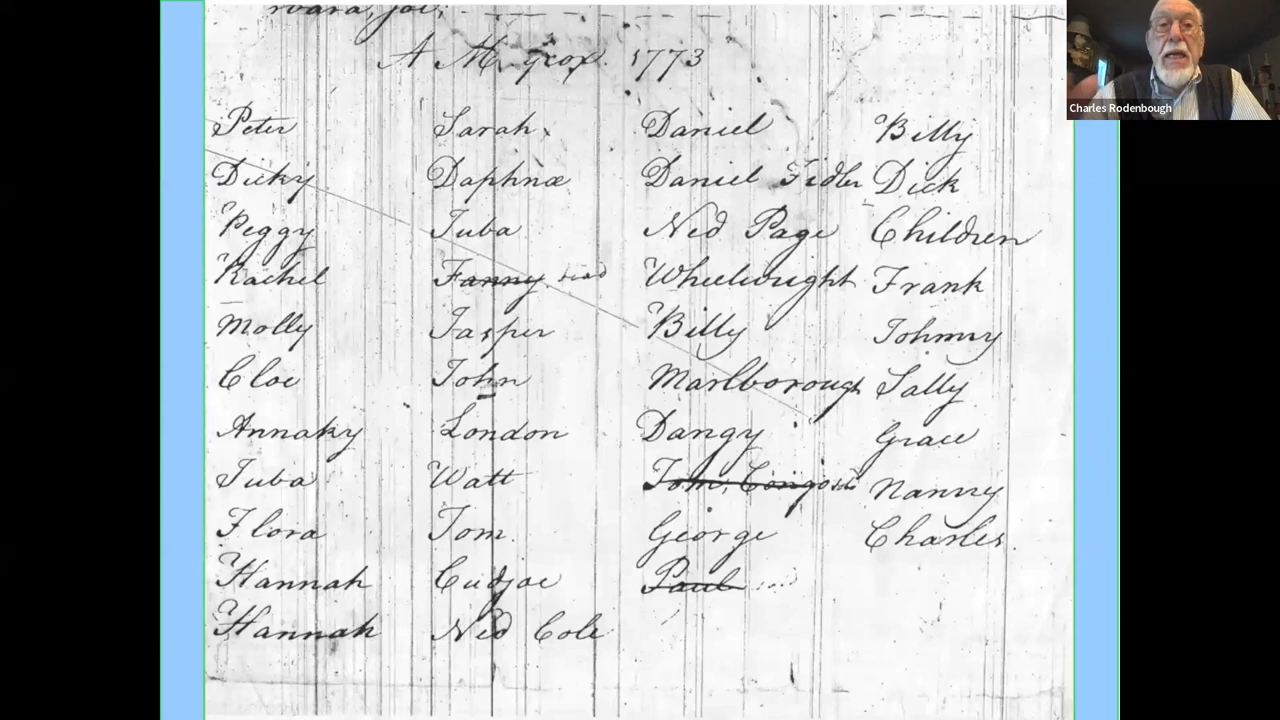 A M 1773
Peter Sarah Daniel Billy
Dicky Daphnæ Daniel Fidler Dick
Peggy Juba Ned Page Children
Rachel Fanny dead Wheelwright Frank
Molly Jasper Billy Johnny
Cloe John Marlborough Sally
Annaky London Dangy Grace
Juba Watt Tom, Congo Nanny
Flora Tom George Charles
Hannah Cudjoe Paul
Hannah Ned Cole
Charles Rodenbough